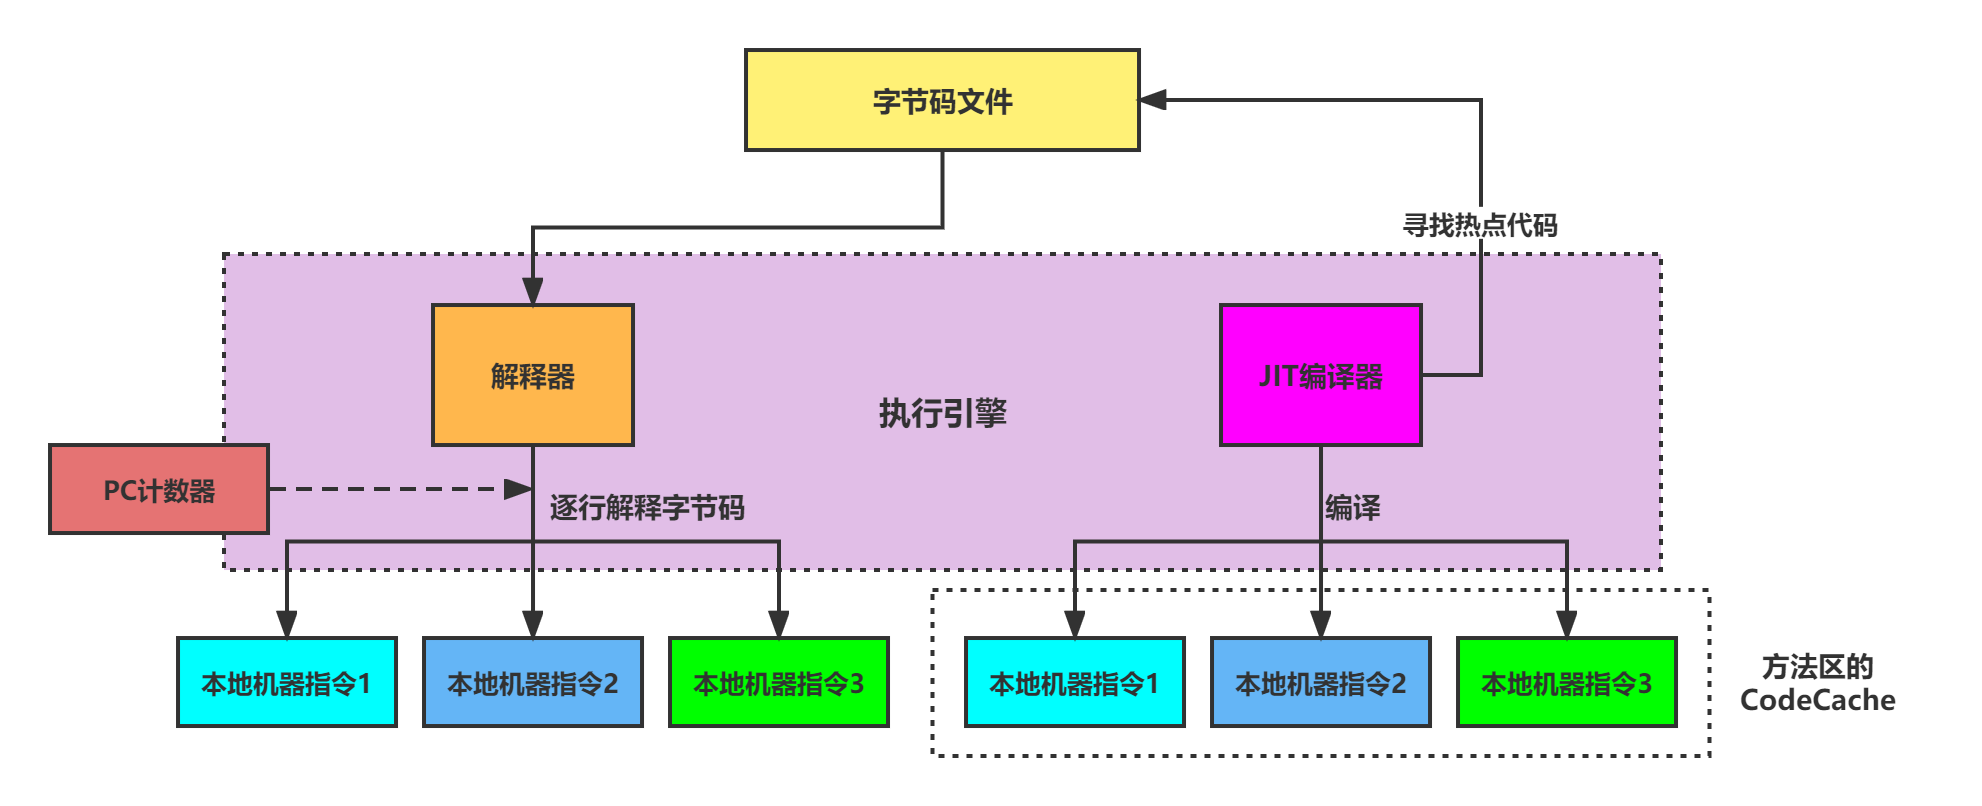 字节码文件
寻找热点代码
解释器
JIT编译器
执行引擎
PC计数器
逐行解释字节码
编译
本地机器指令1
本地机器指令2
本地机器指令3
本地机器指令1
本地机器指令2
本地机器指令3
方法区的
CodeCache